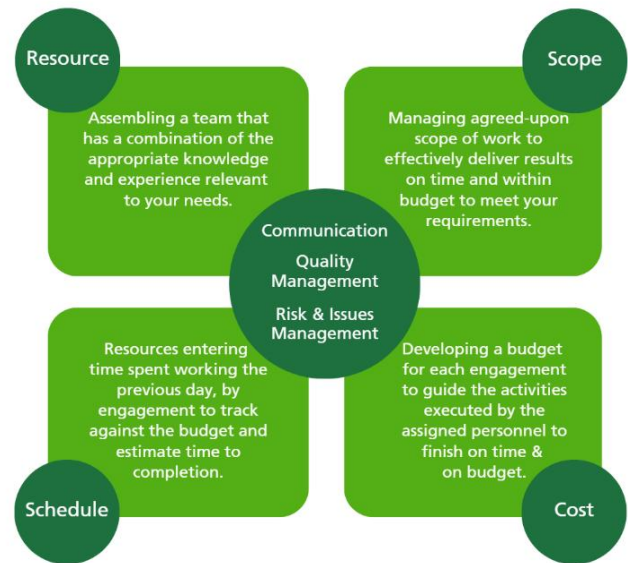 Resource
Assembling a team that
has a combination of the
appropriate knowledge
and experience relevant
to your needs.
Scope
Managing agreed-upon
scope of work to
effectively deliver results
on time and within
budget to meet your
requirements.
Communication
Quality
Management
Risk & Issues
Management
Resources entering
time spent working the
previous day, by
engagement to track
against the budget and
estimate time to
completion.
Schedule
Developing a budget
for each engagement
to guide the activities
executed by the
assigned personnel to
finish on time &
on budget.
Cost